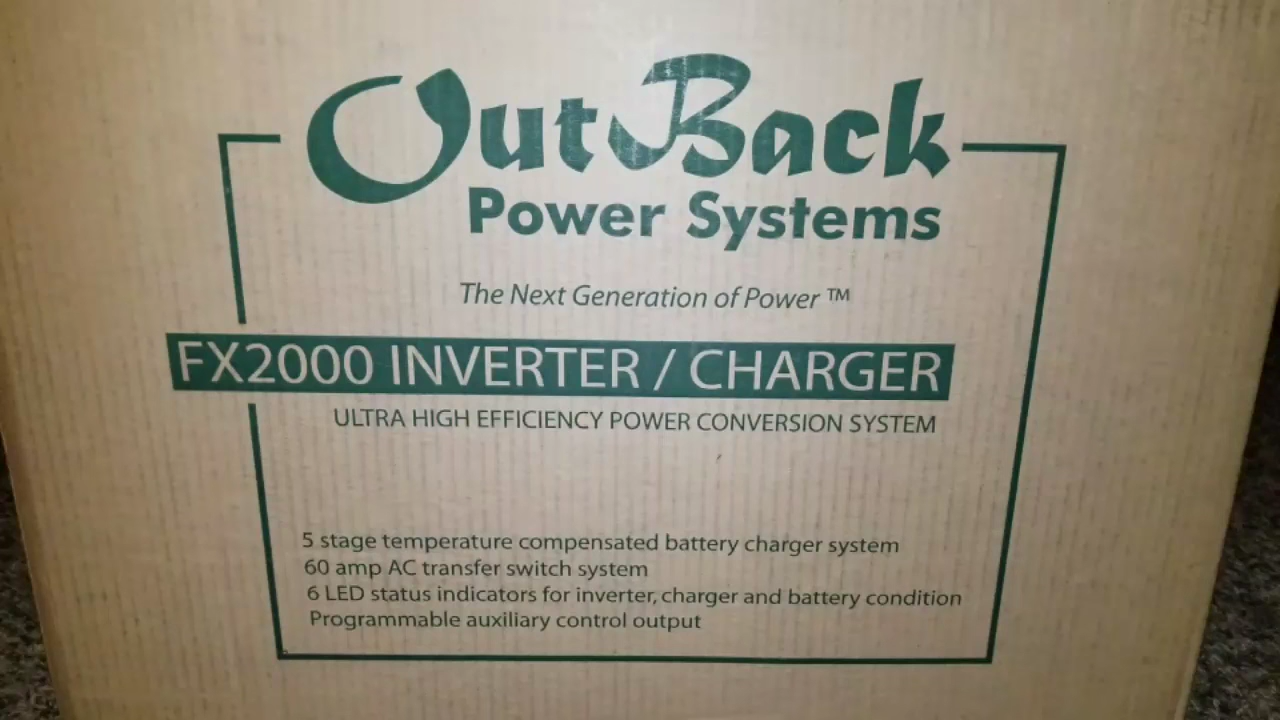 OutBack
Power Systems
The Next Generation of Power ™
FX2000 INVERTER / CHARGER
ULTRA HIGH EFFICIENCY POWER CONVERSION SYSTEM
5 stage temperature compensated battery charger system
60 amp AC transfer switch system
6 LED status indicators for inverter, charger and battery condition
Programmable auxiliary control output